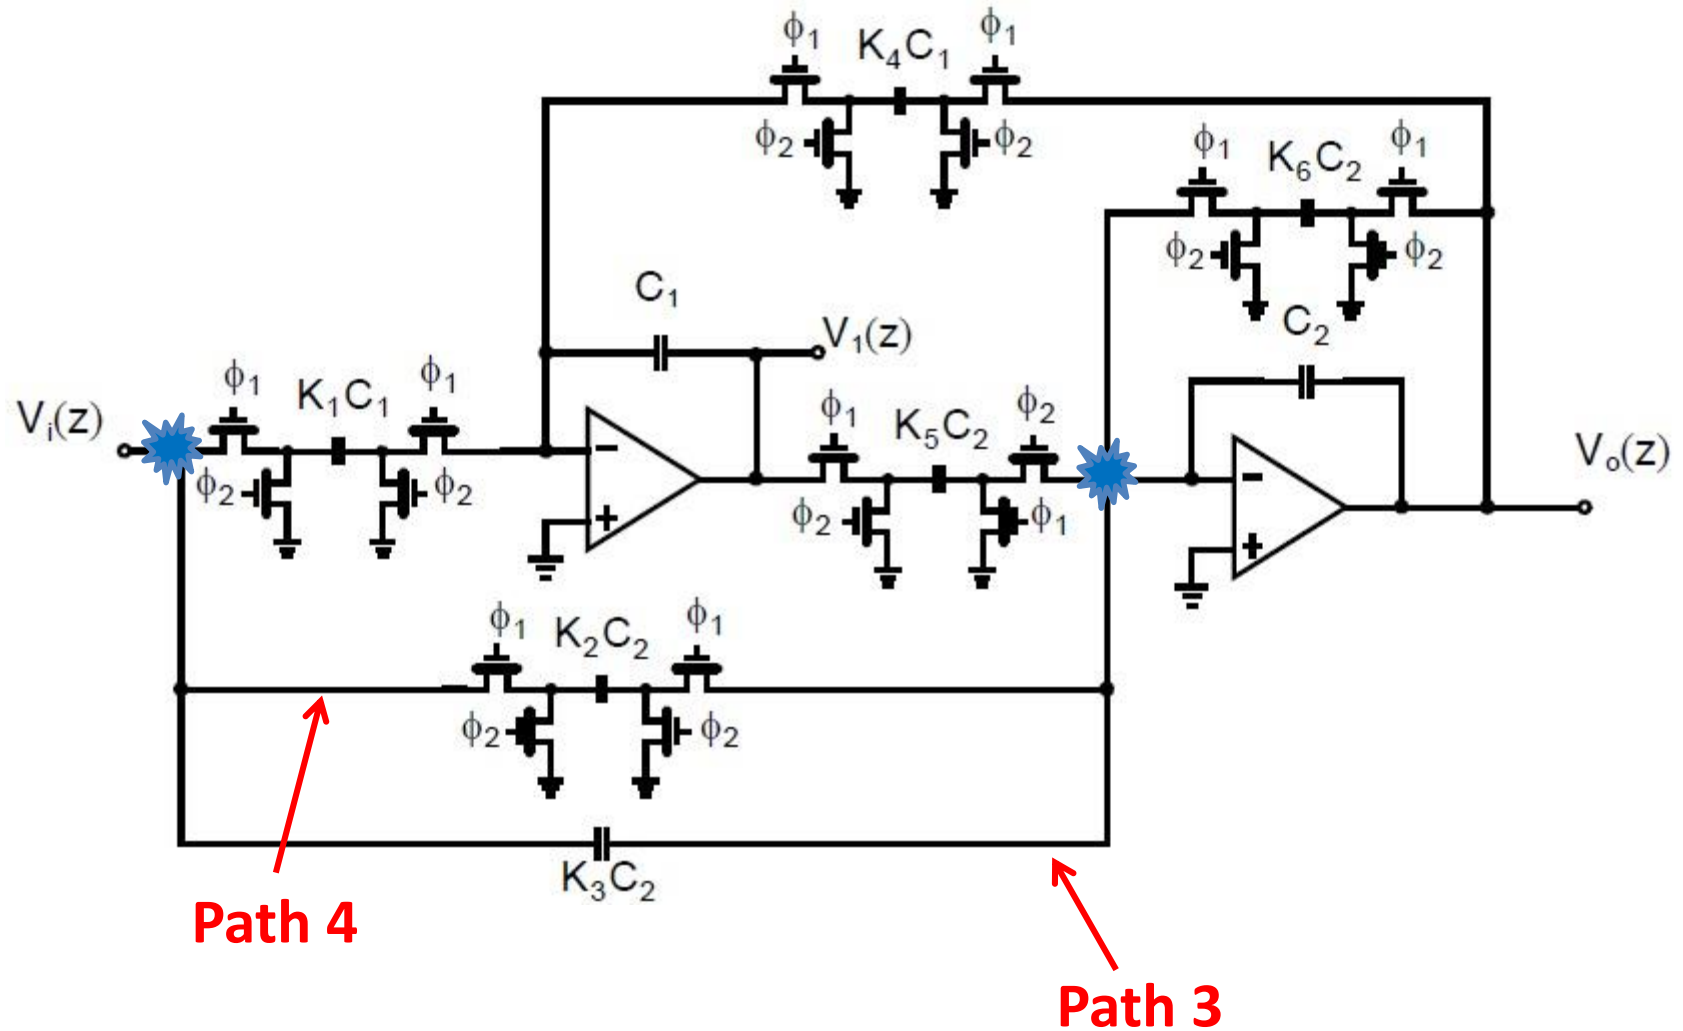 ϕ1 K4C1 ϕ1
ϕ2 ϕ2
ϕ1 K6C2 ϕ1
ϕ2 ϕ2
C1
C2
V1(z)
Vi(z)
ϕ1 K1C1 ϕ1
ϕ2 ϕ2
ϕ1 K5C2 ϕ2
ϕ2 ϕ1
Vo(z)
− +
− +
ϕ1 K2C2 ϕ1
ϕ2 ϕ2
K3C2
Path 4
Path 3